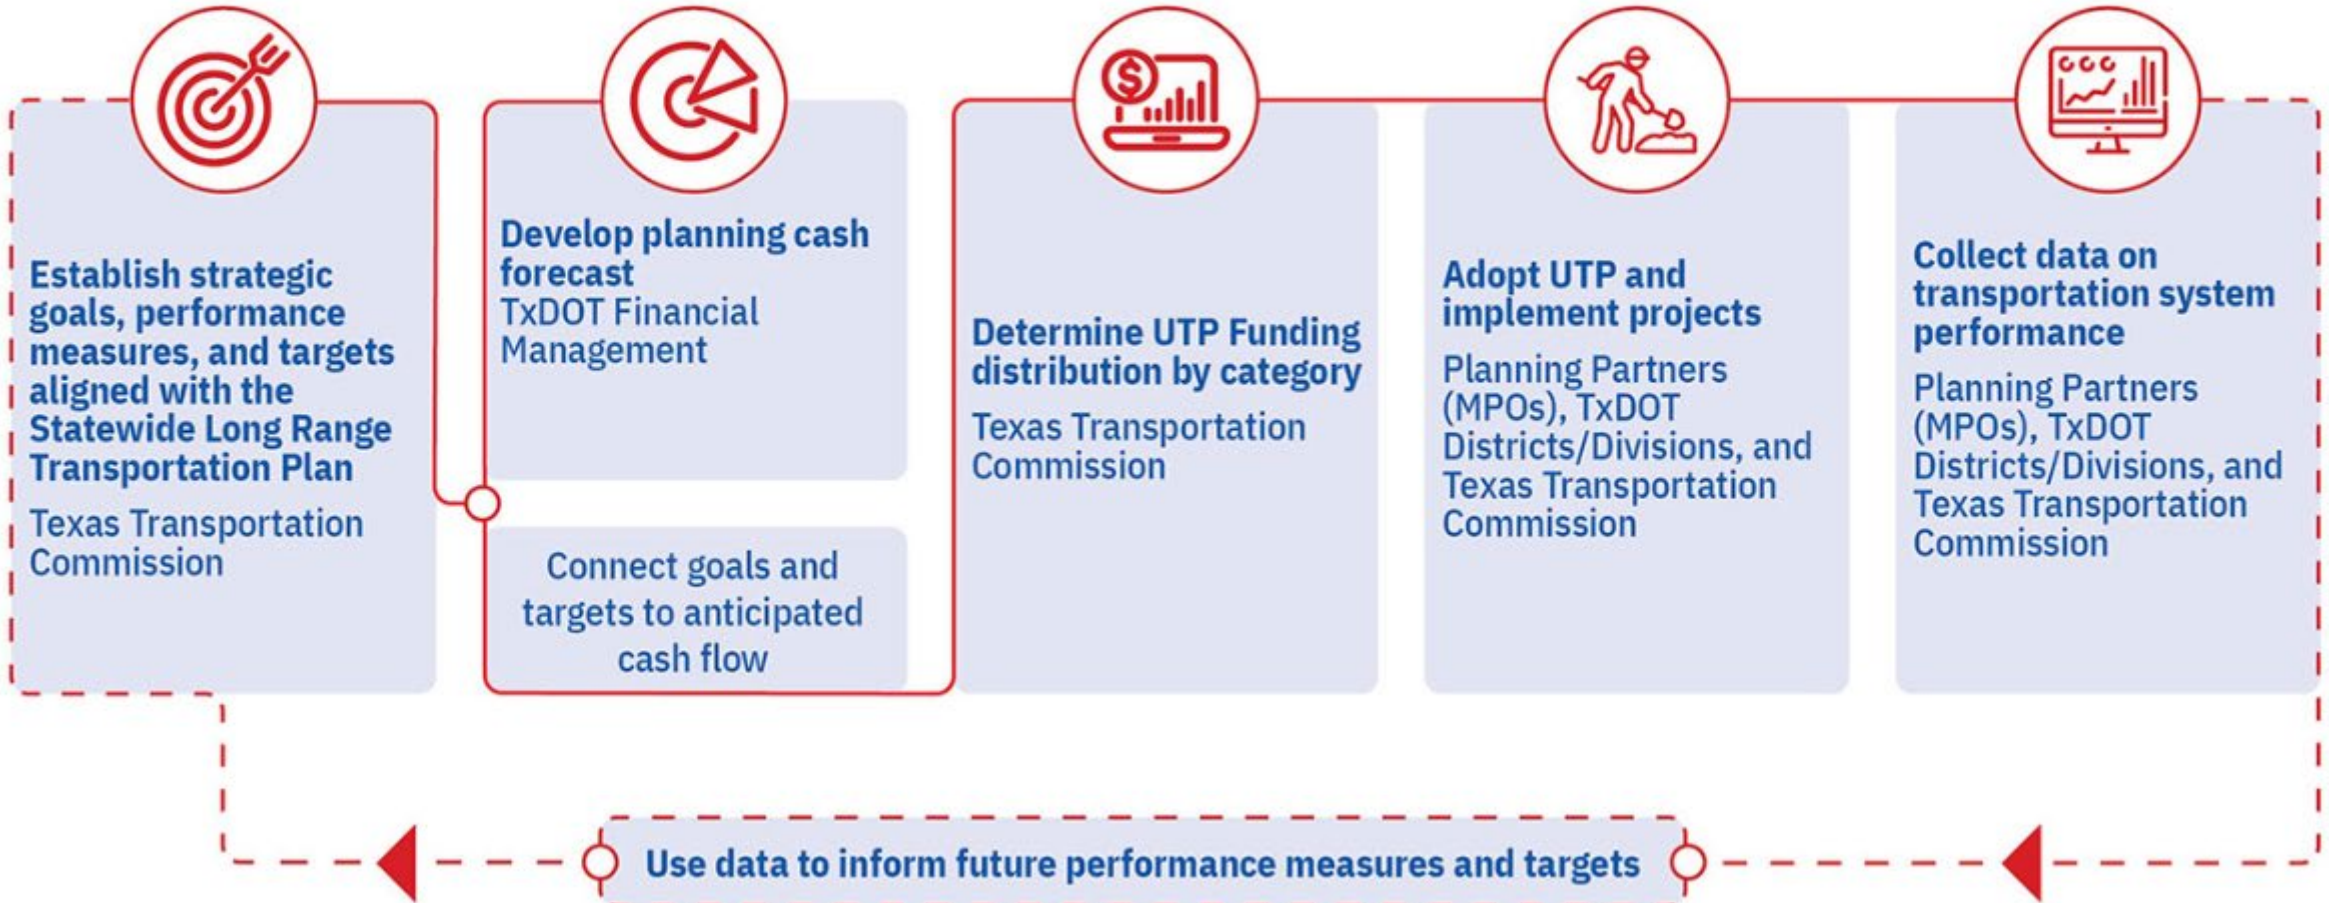 Establish strategic
goals, performance
measures, and targets
aligned with the
Statewide Long Range
Transportation Plan
Texas Transportation
Commission
Develop planning cash
forecast
TxDOT Financial
Management
Connect goals and
targets to anticipated
cash flow
Determine UTP Funding
distribution by category
Texas Transportation
Commission
Adopt UTP and
implement projects
Planning Partners
(MPOs), TxDOT
Districts/Divisions, and
Texas Transportation
Commission
Collect data on
transportation system
performance
Planning Partners
(MPOs), TxDOT
Districts/Divisions, and
Texas Transportation
Commission
Use data to inform future performance measures and targets